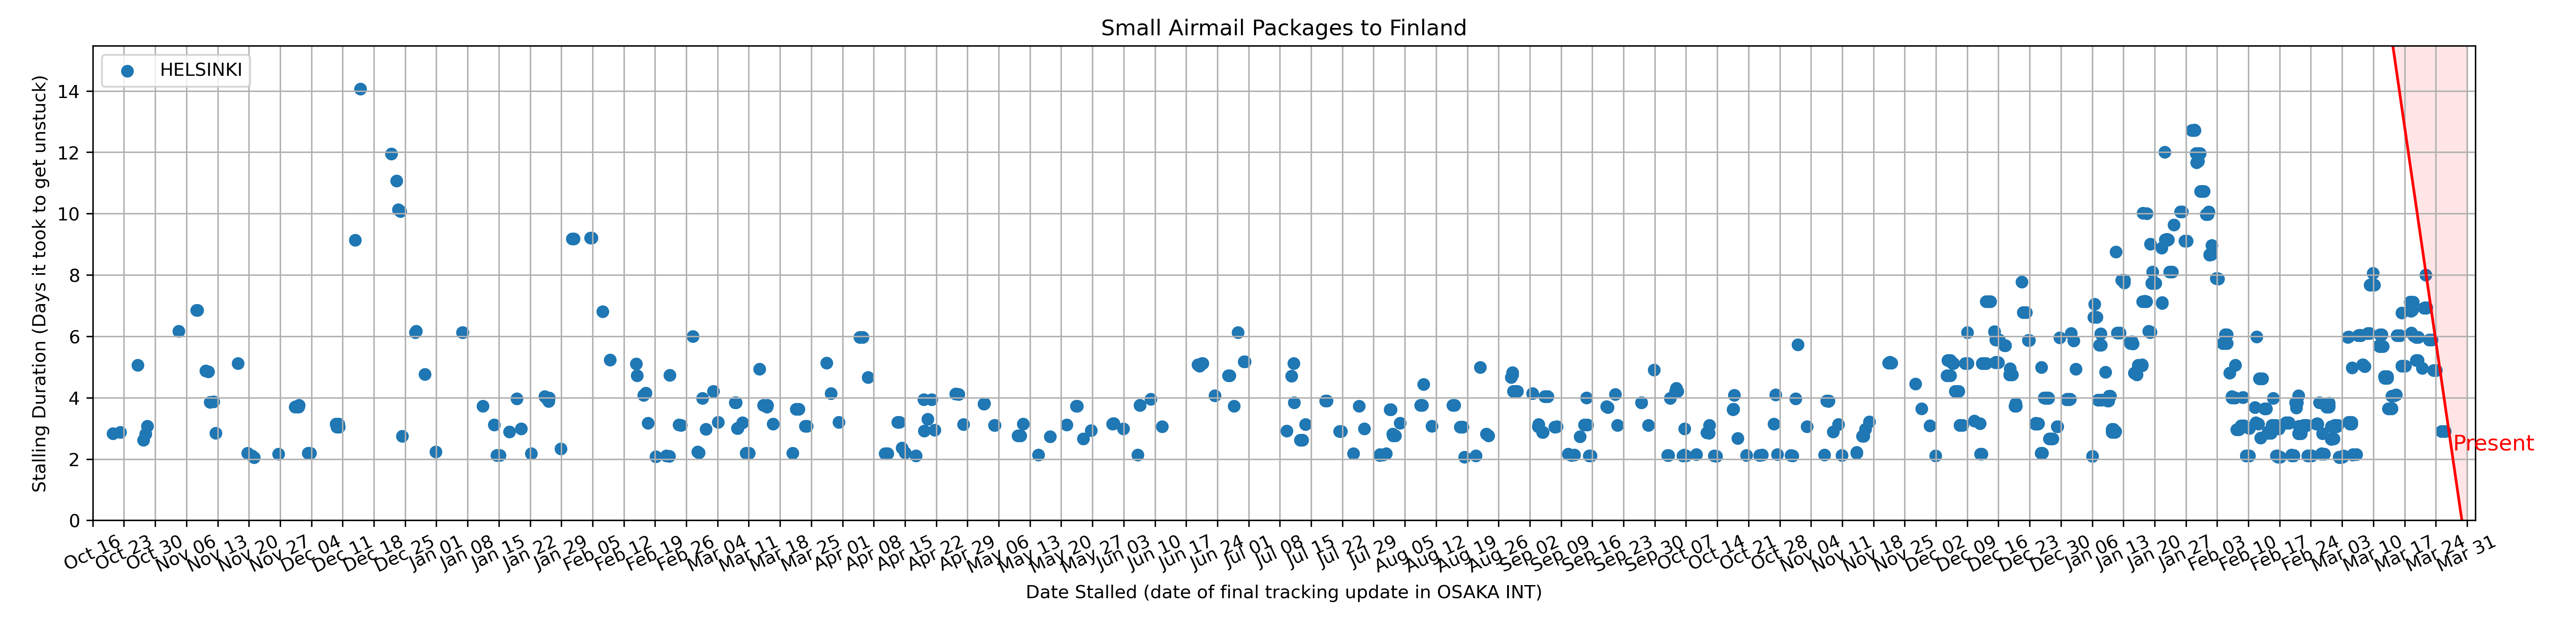 Small Airmail Packages to Finland
HELSINKI
Stalling Duration (Days it took to get unstuck)
14
12
10
8
6
4
2
0
Present
Oct 16 Oct 23 Oct 30 Nov 06 Nov 13 Nov 20 Nov 27 Dec 04 Dec 11 Dec 18 Dec 25 Jan 01 Jan 08 Jan 15 Jan 22 Jan 29 Feb 05 Feb 12 Feb 19 Feb 26 Mar 04 Mar 11 Mar 18 Mar 25 Apr 01 Apr 08 Apr 15 Apr 22 Apr 29 May 06 May 13 May 20 May 27 Jun 03 Jun 10 Jun 17 Jun 24 Jul 01 Jul 08 Jul 15 Jul 22 Jul 29 Aug 05 Aug 12 Aug 19 Aug 26 Sep 02 Sep 09 Sep 16 Sep 23 Sep 30 Oct 07 Oct 14 Oct 21 Oct 28 Nov 04 Nov 11 Nov 18 Nov 25 Dec 02 Dec 09 Dec 16 Dec 23 Dec 30 Jan 06 Jan 13 Jan 20 Jan 27 Feb 03 Feb 10 Feb 17 Feb 24 Mar 03 Mar 10 Mar 17 Mar 24 Mar 31
Date Stalled (date of final tracking update in OSAKA INT)